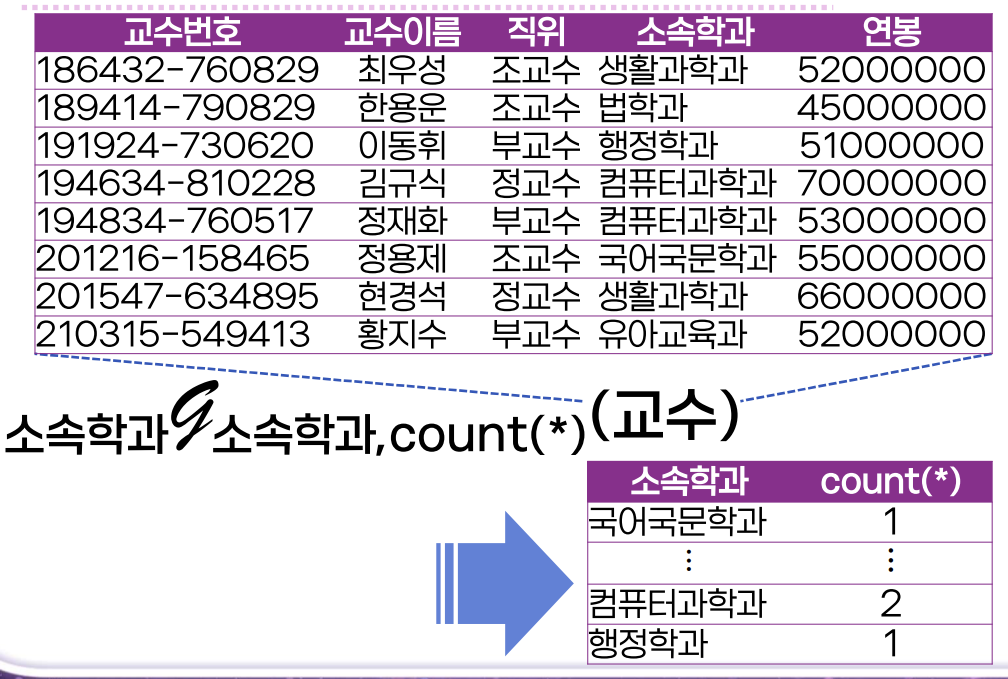 교수번호 교수이름 직위 소속학과 연봉
186432-760829 최우성 조교수 생활과학과 52000000
189414-790829 한용운 조교수 법학과 45000000
191924-730620 이동휘 부교수 행정학과 51000000
194634-810228 김규식 정교수 컴퓨터과학과 70000000
194834-760517 정재화 부교수 컴퓨터과학과 53000000
201216-158465 정용제 조교수 국어국문학과 55000000
201547-634895 현경석 정교수 생활과학과 66000000
210315-549413 황지수 부교수 유아교육과 52000000
소속학과 𝒢 소속학과,count(*) (교수)
소속학과 count(*)
국어국문학과 1
⋮ ⋮
컴퓨터과학과 2
행정학과 1